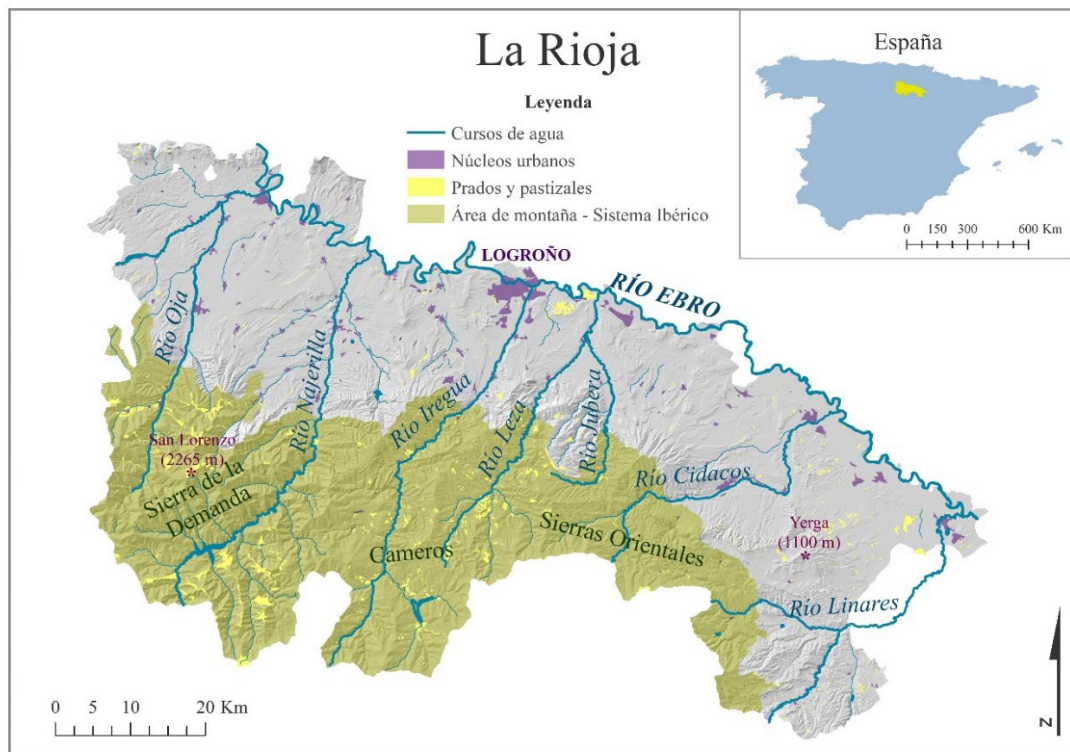 La Rioja
España
Leyenda
Cursos de agua
Núcleos urbanos
Prados y pastizales
Área de montaña - Sistema Ibérico
0 150 300 600 Km
LOGROÑO
RÍO EBRO
Río Oja
Río Najerilla
Río Iregua
Río Leza
Río Jubera
Río Cidacos
San Lorenzo
(2265 m)
*
Sierra de la
Demanda
Cameros
Sierras Orientales
Yerga
(1100 m)
*
Río Linares
0 5 10 20 Km
N